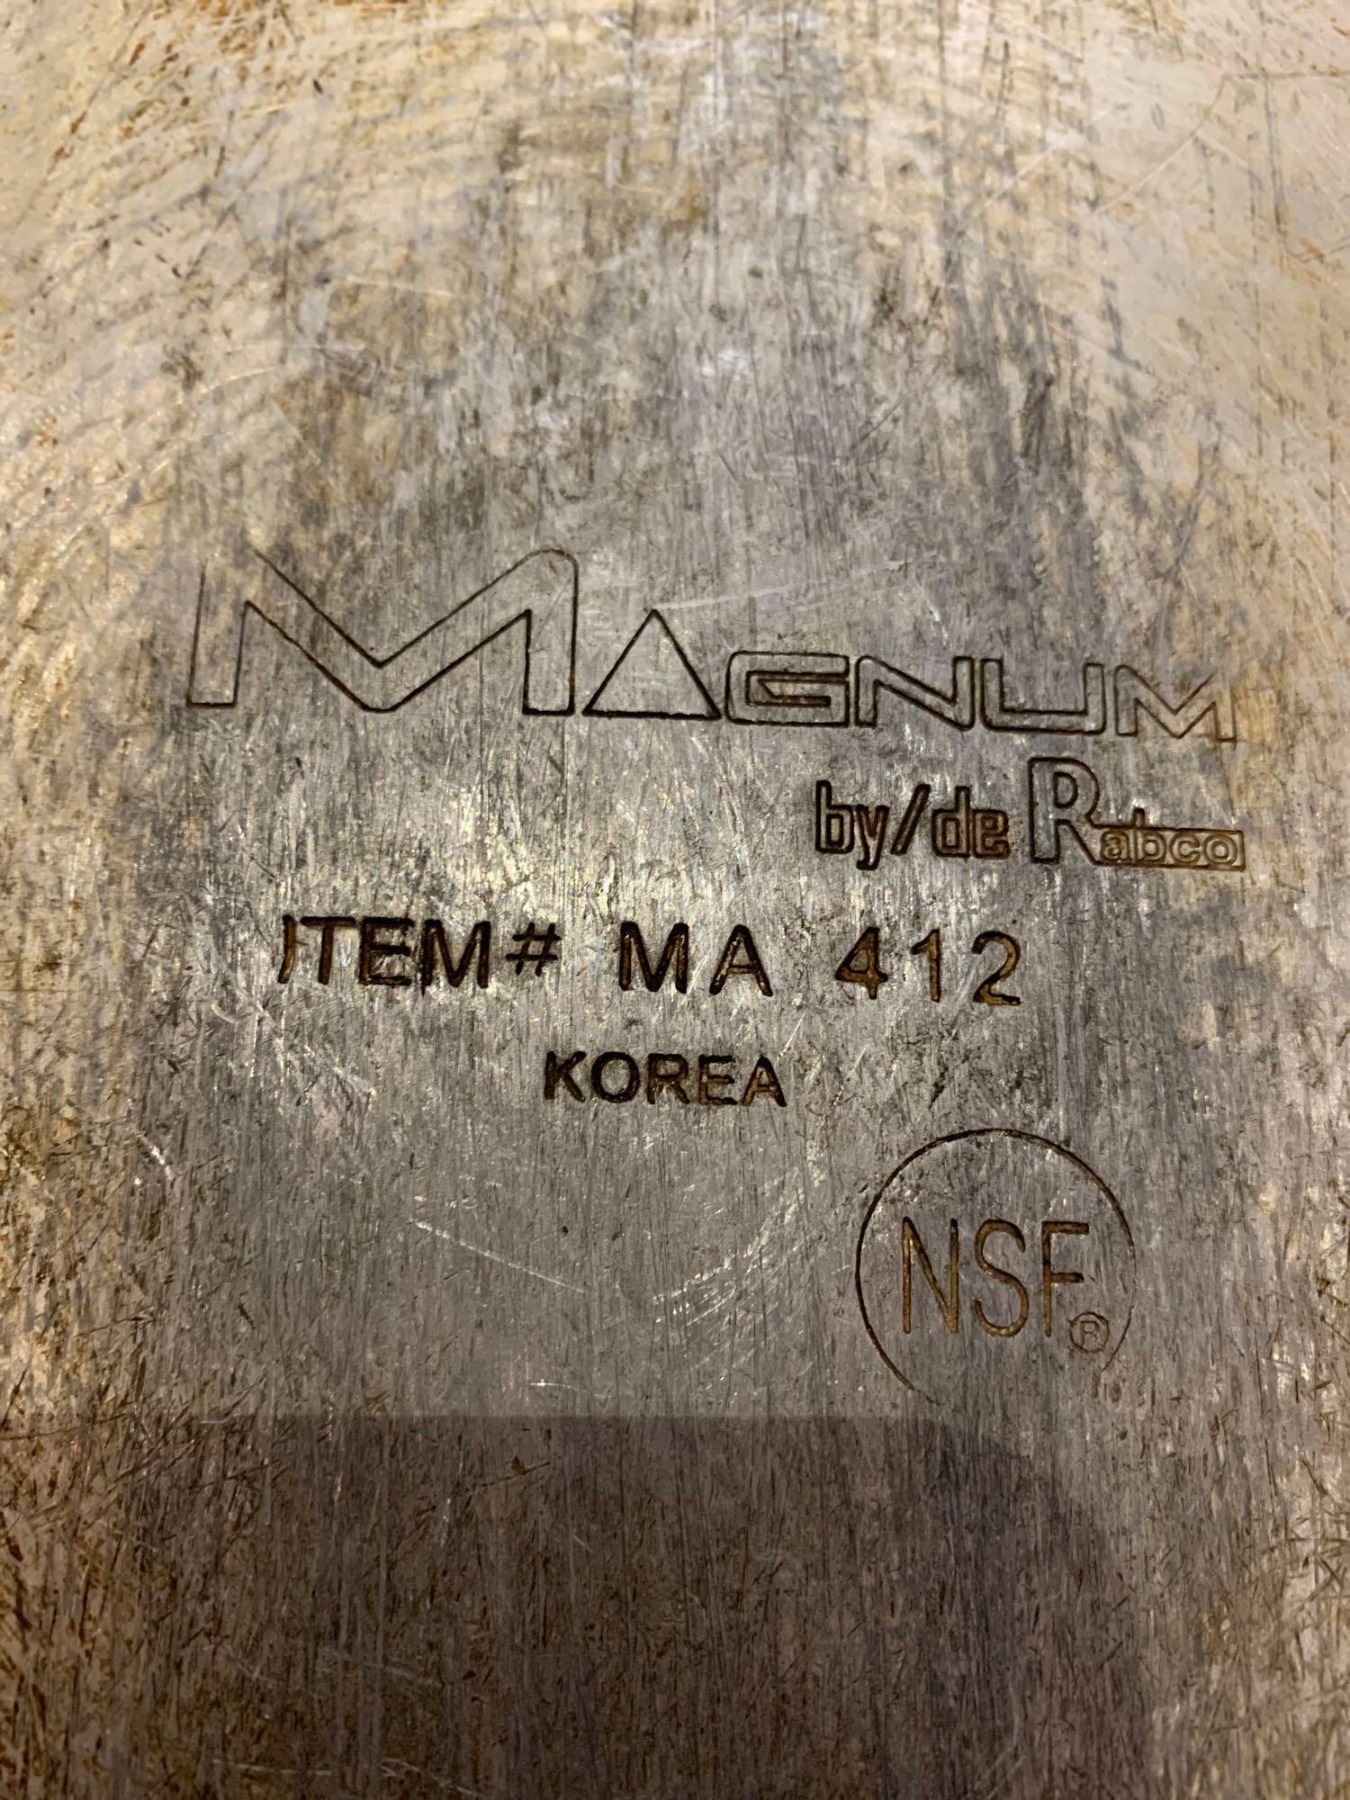 MAGNUM
by/de Rabco
ITEM# MA 412
KOREA
NSF®